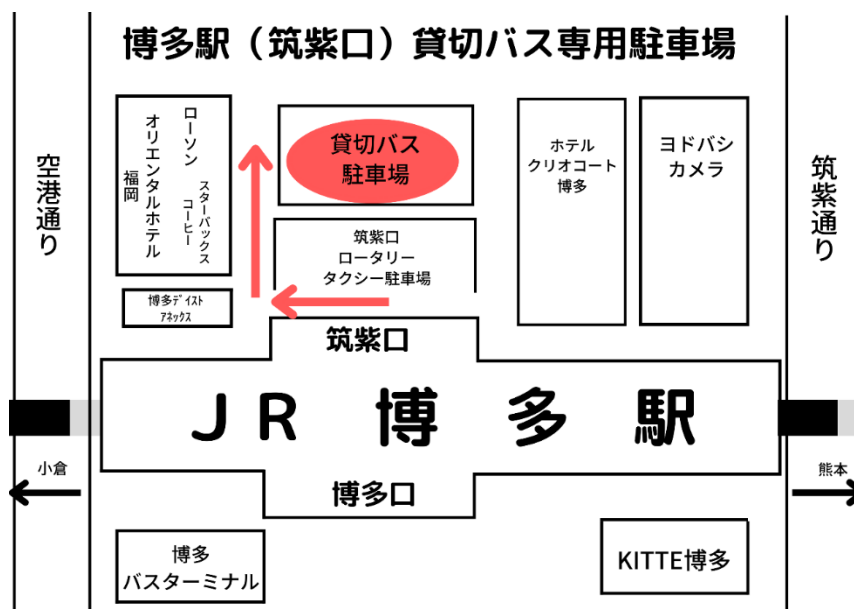 博多駅（筑紫口）貸切バス専用駐車場
空港通り
ローソン
オリエンタルホテル
福岡
スターバックス
コーヒー
貸切バス
駐車場
ホテル
クリオコート
博多
ヨドバシ
カメラ
筑紫通り
筑紫口
ロータリー
タクシー駐車場
博多デイスト
アネックス
筑紫口
JR 博多駅
小倉
熊本
博多口
博多
バスターミナル
KITTE博多